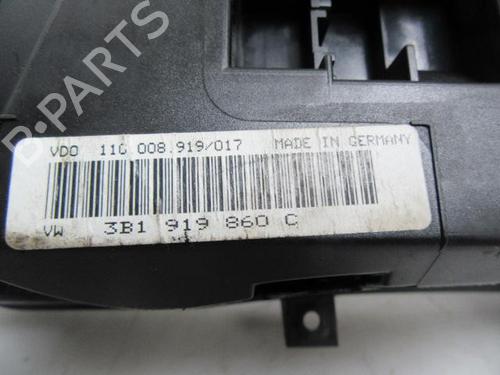 B-PARTS
VDO 110 008.919/017 MADE IN GERMANY
VW 3B1 919 860 C